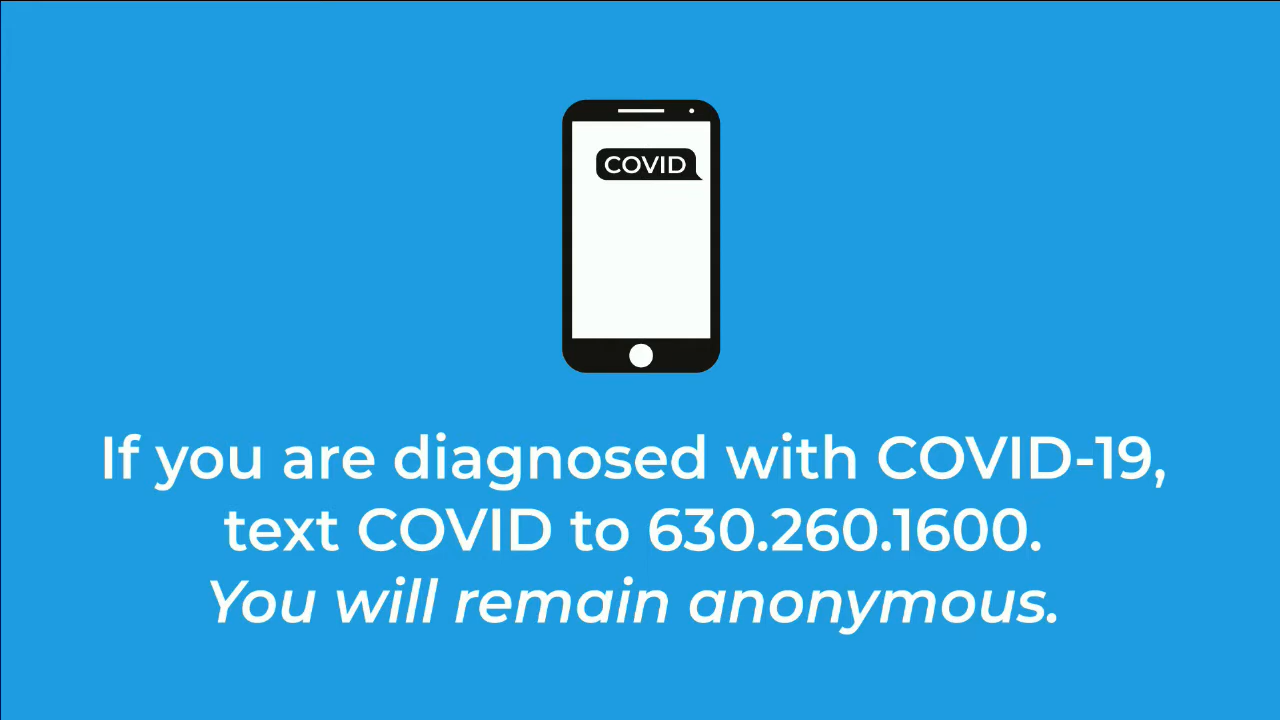 COVID
If you are diagnosed with COVID-19,
text COVID to 630.260.1600.
You will remain anonymous.